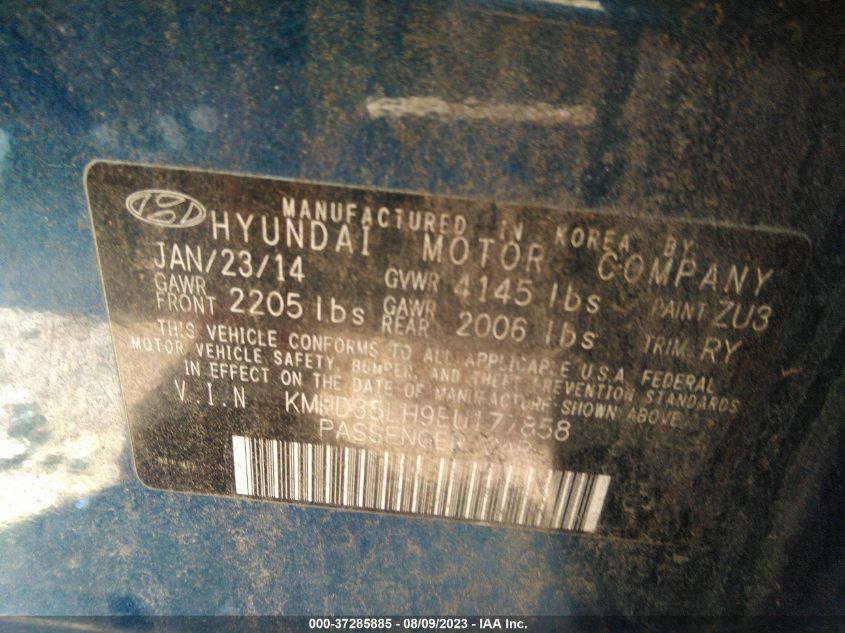 MANUFACTURED IN KOREA BY
HYUNDAI MOTOR COMPANY
JAN/23/14 GVWR 4145 lbs PAINT ZU3
GAWR FRONT 2205 lbs GAWR REAR 2006 lbs TRIM RY
THIS VEHICLE CONFORMS TO ALL APPLICABLE U.S.A. FEDERAL
MOTOR VEHICLE SAFETY, BUMPER, AND THEFT PREVENTION STANDARDS
IN EFFECT ON THE DATE OF MANUFACTURE SHOWN ABOVE.
V.I.N
PASSENGER
000-37285885 - 08/09/2023 - IAA Inc.